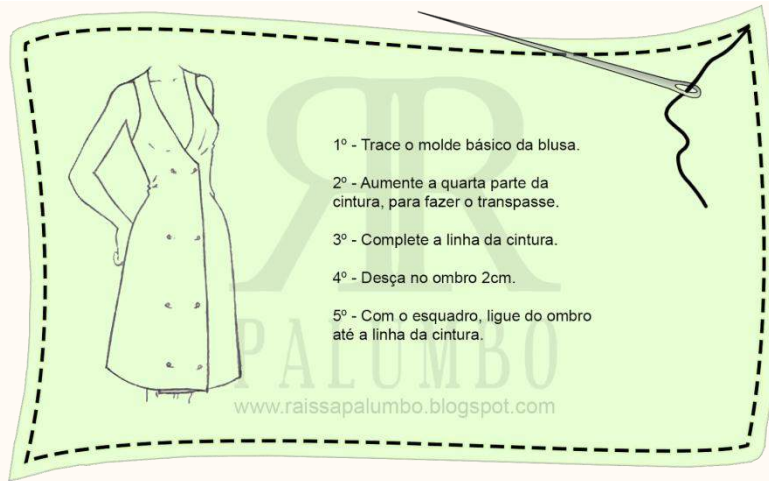 1º - Trace o molde básico da blusa.
2º - Aumente a quarta parte da
cintura, para fazer o transpasse.
3º - Complete a linha da cintura.
4º - Desça no ombro 2cm.
5º - Com o esquadro, ligue do ombro
até a linha da cintura.
RR
PALUMBO
www.raissapalumbo.blogspot.com